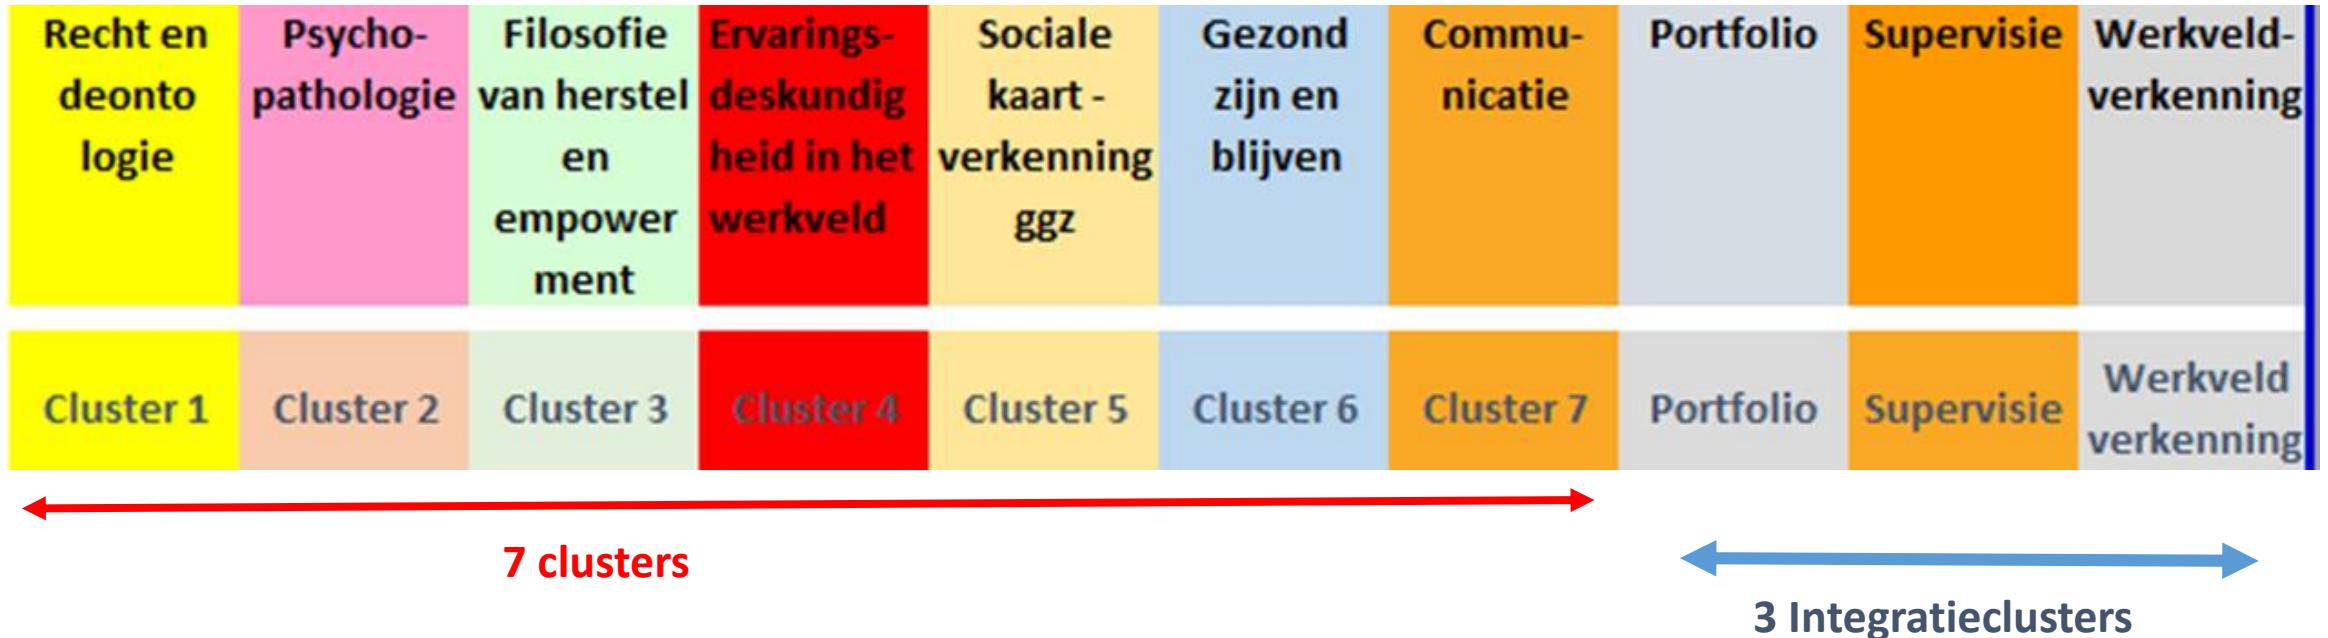 Recht en
deonto
logie
Psycho-
pathologie
Filosofie
van herstel
en
empower
ment
Ervarings-
deskundig
heid in het
werkveld
Sociale
kaart -
verkenning
ggz
Gezond
zijn en
blijven
Commu-
nicatie
Portfolio
Supervisie
Werkveld-
verkenning
Cluster 1
Cluster 2
Cluster 3
Cluster 4
Cluster 5
Cluster 6
Cluster 7
Portfolio
Supervisie
Werkveld
verkenning
7 clusters
3 Integratieclusters